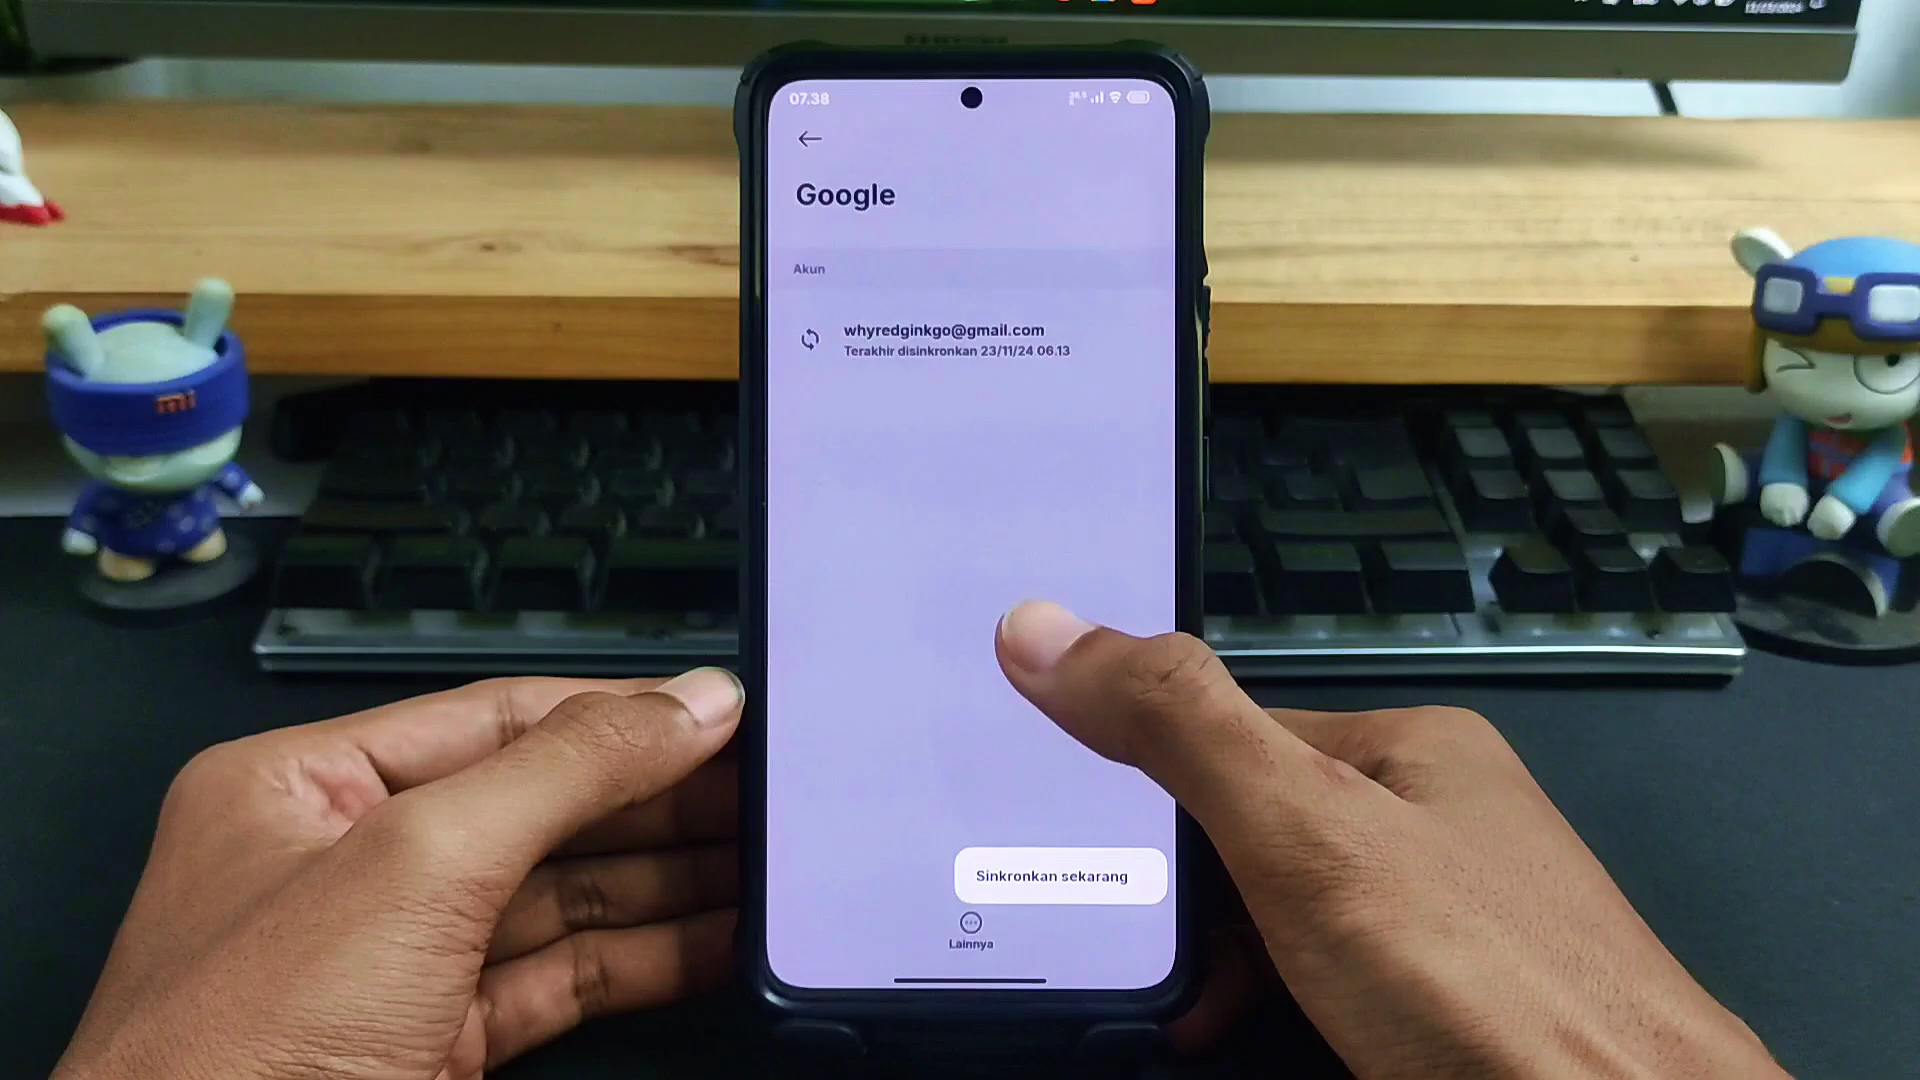 07.38
Google
Akun
whyredginkgo@gmail.com
Terakhir disinkronkan 23/11/24 06.13
Sinkronkan sekarang
Lainnya
mi